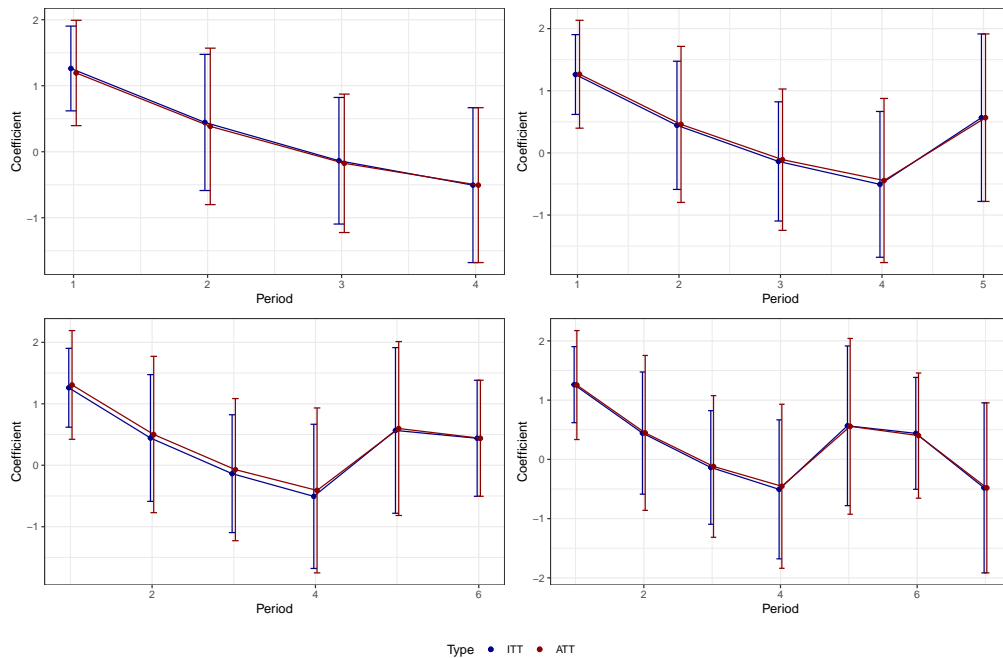 2
1
0
−1
Coefficient
1 2 3 4
Period
2
1
0
−1
Coefficient
1 2 3 4 5
Period
2
1
0
−1
Coefficient
2 4 6
Period
2
1
0
−1
−2
Coefficient
2 4 6
Period
Type ITT ATT